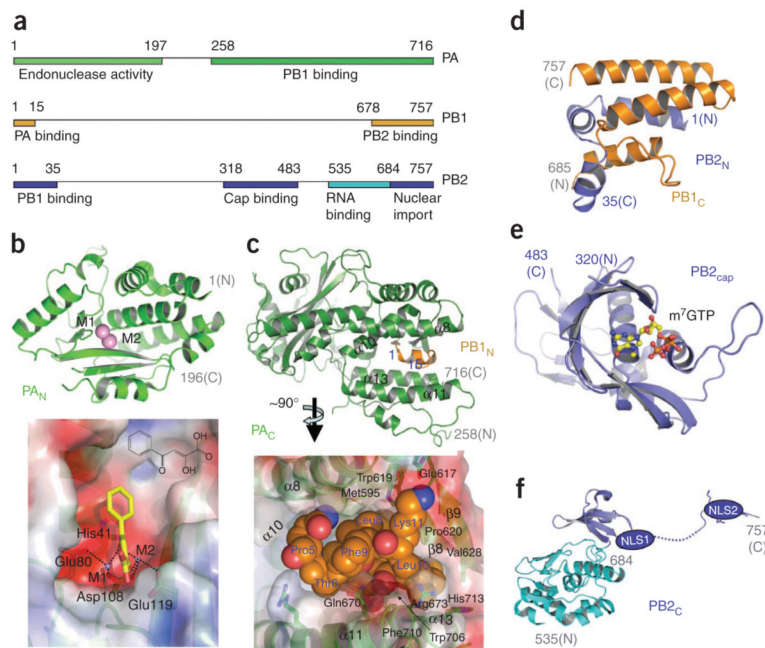 a
1 197 258 716
PA
Endonuclease activity PB1 binding
1 15 678 757
PB1
PA binding PB2 binding
1 35 318 483 535 684 757
PB2
PB1 binding Cap binding RNA binding Nuclear import
b
1(N)
M1
M2
PA_N
196(C)
OH
O
OH
O
His41
M2
Glu80
M1
Asp108
Glu119
c
α8
α10
PB1_N
1
15
716(C)
α13
α11
~90°
PA_C
258(N)
Trp619
Glu617
α8
Met595
β9
α10
Lys11
Pro620
Pro5
Phe9
β8
Val628
Thr6
Gln670
Arg673
His713
α13
α11
Phe710
Trp706
d
757
(C)
1(N)
PB2_N
685
(N)
35(C)
PB1_C
e
483
(C)
320(N)
PB2_cap
m⁷GTP
f
NLS2
NLS1
757
(C)
684
PB2_C
535(N)